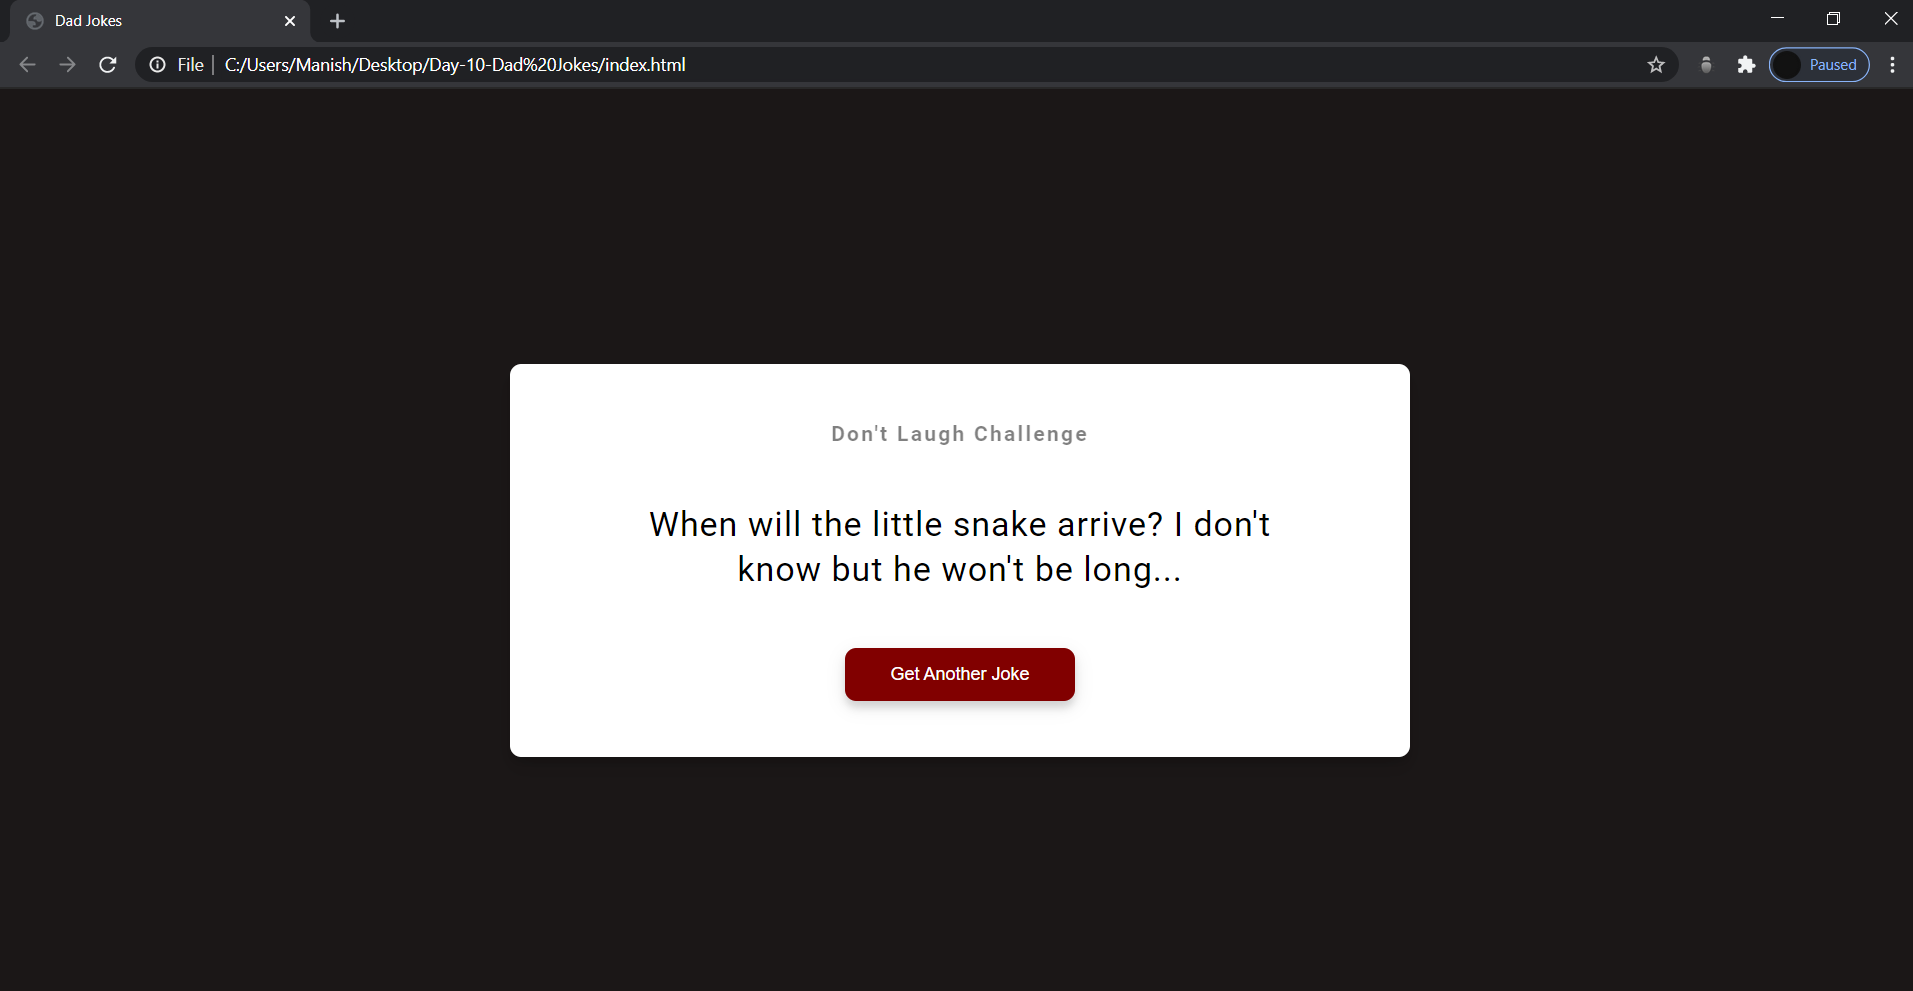 Dad Jokes
File C:/Users/Manish/Desktop/Day-10-Dad%20Jokes/index.html
Paused
Don't Laugh Challenge
When will the little snake arrive? I don't
know but he won't be long...
Get Another Joke